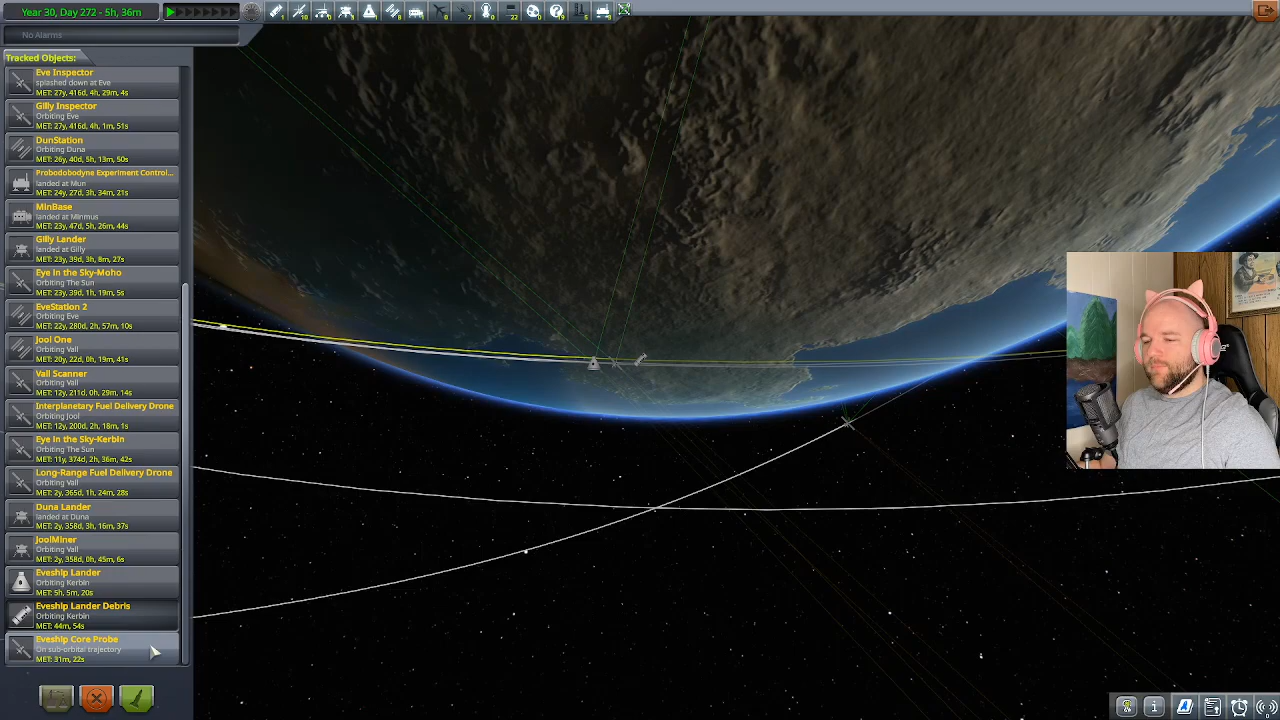 Year 30, Day 272 - 5h, 36m
No Alarms
Tracked Objects:
Eve Inspector
splashed down at Eve
MET: 27y, 416d, 4h, 29m, 4s
Gilly Inspector
Orbiting Eve
MET: 27y, 416d, 4h, 1m, 51s
DunStation
Orbiting Duna
MET: 26y, 40d, 5h, 13m, 50s
Probodobodyne Experiment Control...
landed at Mun
MET: 24y, 27d, 3h, 34m, 21s
MinBase
landed at Minmus
MET: 23y, 47d, 5h, 26m, 44s
Gilly Lander
landed at Gilly
MET: 23y, 39d, 3h, 8m, 27s
Eye In the Sky-Moho
Orbiting The Sun
MET: 23y, 39d, 1h, 19m, 5s
EveStation 2
Orbiting Eve
MET: 22y, 280d, 2h, 57m, 10s
Jool One
Orbiting Vall
MET: 20y, 22d, 0h, 19m, 41s
Vall Scanner
Orbiting Vall
MET: 12y, 211d, 0h, 29m, 14s
Interplanetary Fuel Delivery Drone
Orbiting Jool
MET: 12y, 200d, 2h, 18m, 1s
Eye In the Sky-Kerbin
Orbiting The Sun
MET: 11y, 374d, 2h, 36m, 42s
Long-Range Fuel Delivery Drone
Orbiting Vall
MET: 2y, 365d, 1h, 24m, 28s
Duna Lander
landed at Duna
MET: 2y, 358d, 3h, 16m, 37s
JoolMiner
Orbiting Vall
MET: 2y, 358d, 0h, 45m, 6s
Eveship Lander
Orbiting Kerbin
MET: 5h, 5m, 20s
Eveship Lander Debris
Orbiting Kerbin
MET: 44m, 54s
Eveship Core Probe
On sub-orbital trajectory
MET: 31m, 22s